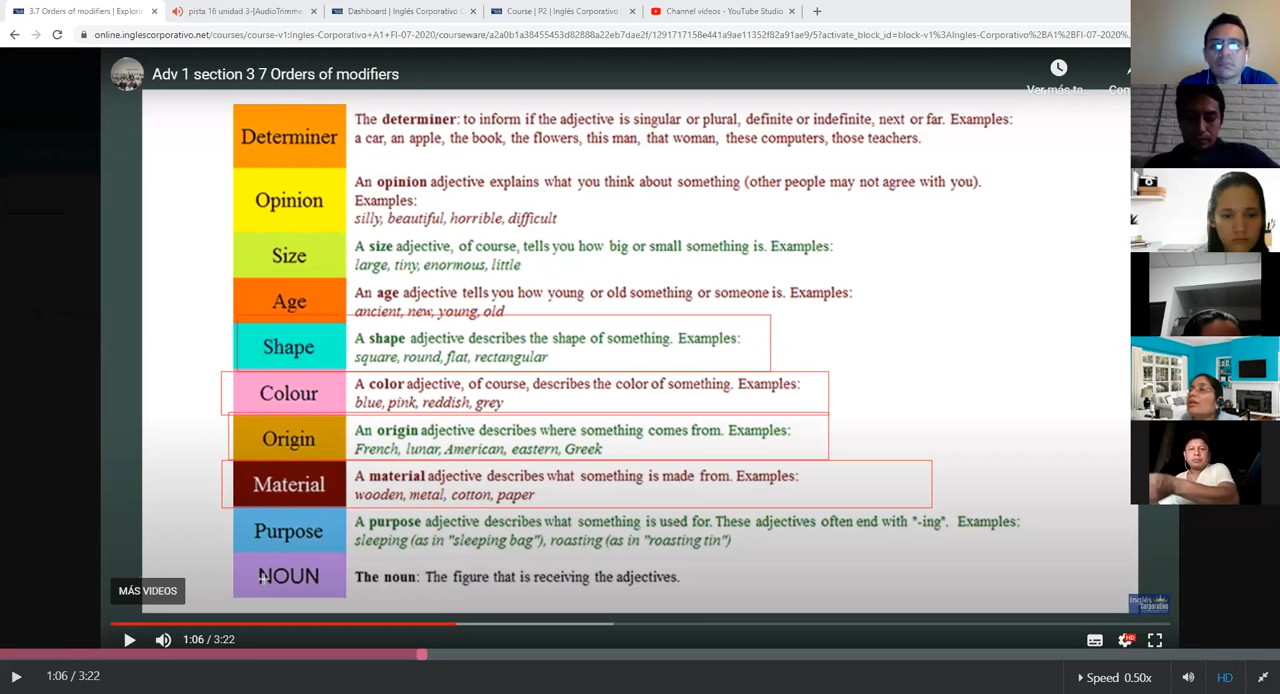 3.7 Orders of modifiers | Explorin
pista 16 unidad 3-[AudioTrimme
Dashboard | Inglés Corporativo C
Course | P2 | Inglés Corporativo
Channel videos - YouTube Studio
online.inglescorporativo.net/courses/course-v1:Ingles-Corporativo+A1+FI-07-2020/courseware/a2a0b1a38455453d82888a22eb7dae2f/1291717158e441a9ae11352f82a91ae9/5?activate_block_id=block-v1%3AIngles-Corporativo%2BA1%2BFI-07-2020%
Adv 1 section 3 7 Orders of modifiers
Ver más ta...
Com
Determiner
The determiner: to inform if the adjective is singular or plural, definite or indefinite, next or far. Examples:
a car, an apple, the book, the flowers, this man, that woman, these computers, those teachers.
Opinion
An opinion adjective explains what you think about something (other people may not agree with you).
Examples:
silly, beautiful, horrible, difficult
Size
A size adjective, of course, tells you how big or small something is. Examples:
large, tiny, enormous, little
Age
An age adjective tells you how young or old something or someone is. Examples:
ancient, new, young, old
Shape
A shape adjective describes the shape of something. Examples:
square, round, flat, rectangular
Colour
A color adjective, of course, describes the color of something. Examples:
blue, pink, reddish, grey
Origin
An origin adjective describes where something comes from. Examples:
French, lunar, American, eastern, Greek
Material
A material adjective describes what something is made from. Examples:
wooden, metal, cotton, paper
Purpose
A purpose adjective describes what something is used for. These adjectives often end with "-ing". Examples:
sleeping (as in "sleeping bag"), roasting (as in "roasting tin")
NOUN
The noun: The figure that is receiving the adjectives.
MÁS VIDEOS
Inglés
Corporativo
1:06 / 3:22
HD
1:06 / 3:22
Speed 0.50x
HD